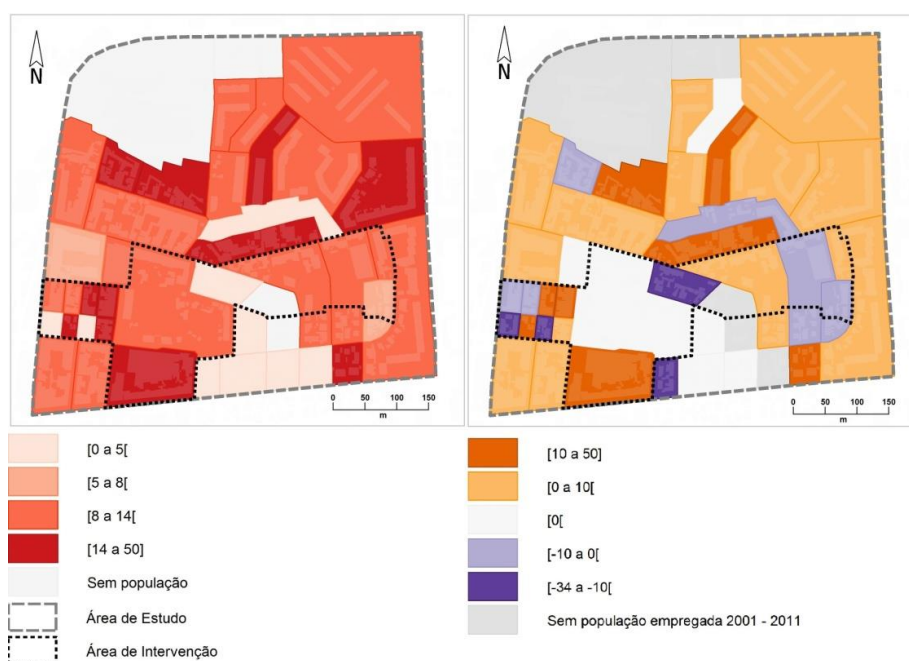 N
0 50 100 150
m
N
0 50 100 150
m
[0 a 5[
[5 a 8[
[8 a 14[
[14 a 50]
Sem população
Área de Estudo
Área de Intervenção
[10 a 50]
[0 a 10[
[0[
[-10 a 0[
[-34 a -10[
Sem população empregada 2001 - 2011